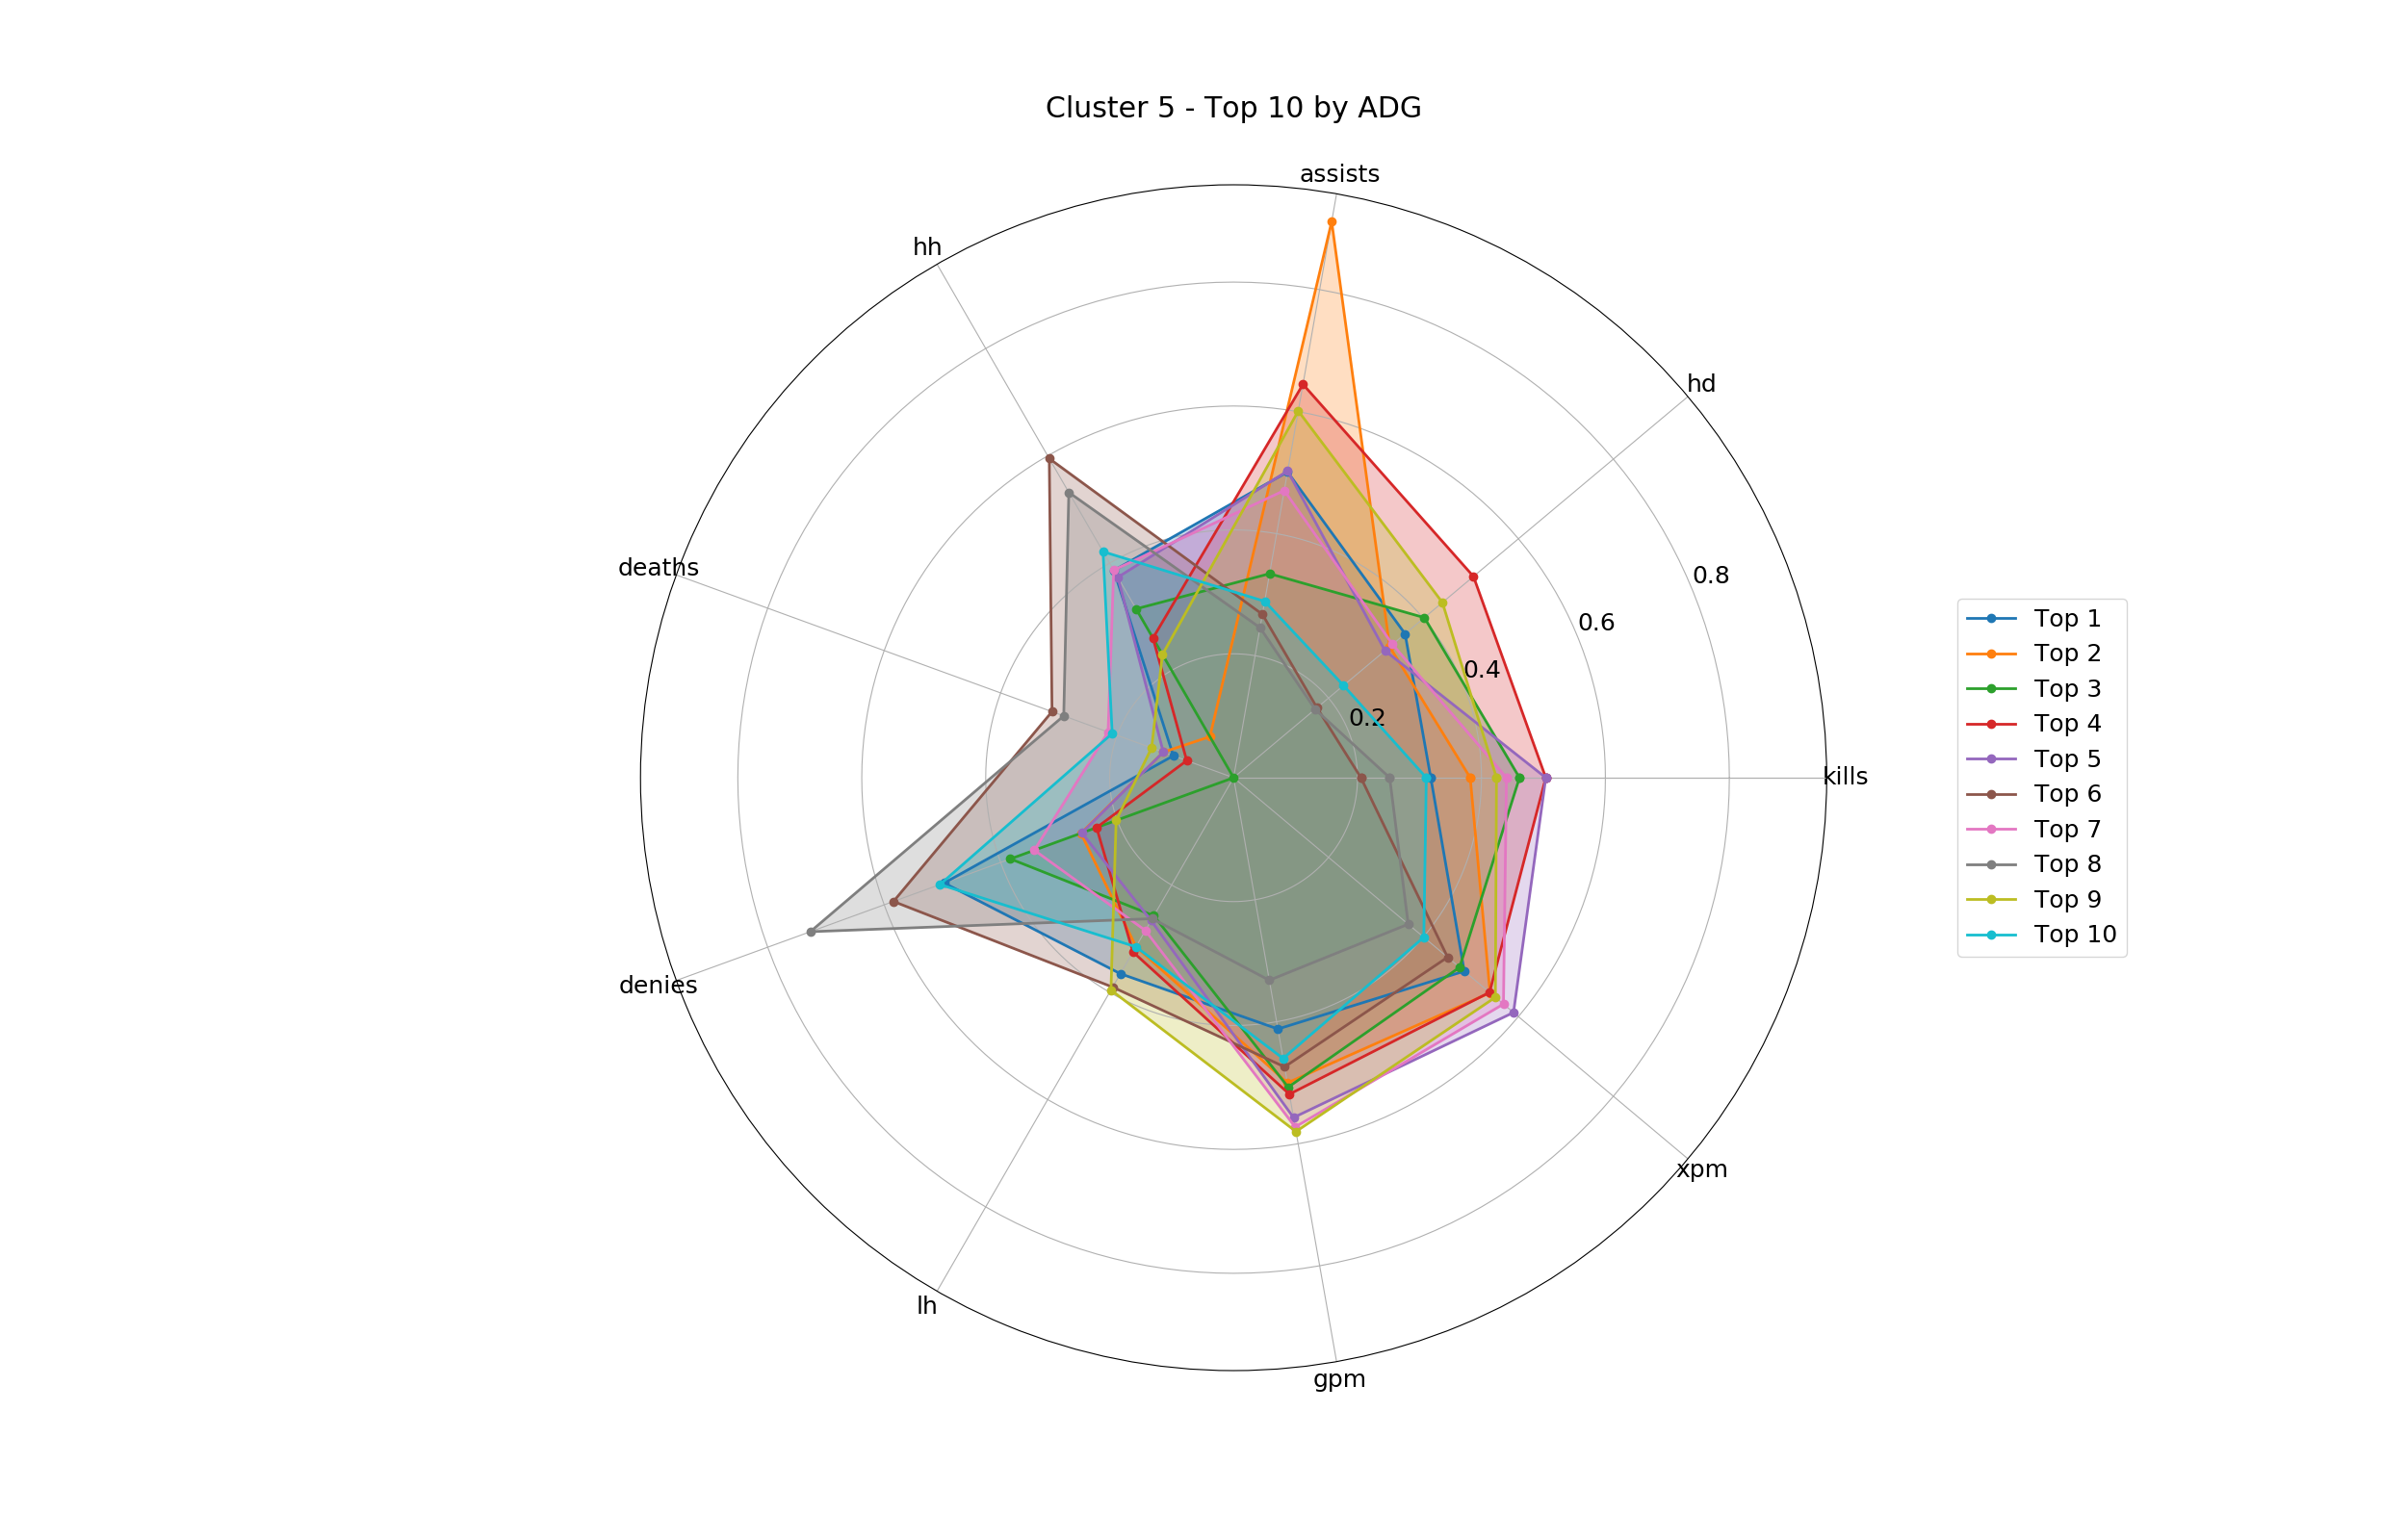 Cluster 5 - Top 10 by ADG
assists
hh
hd
deaths
0.8
0.6
0.4
0.2
kills
denies
xpm
lh
gpm
Top 1
Top 2
Top 3
Top 4
Top 5
Top 6
Top 7
Top 8
Top 9
Top 10